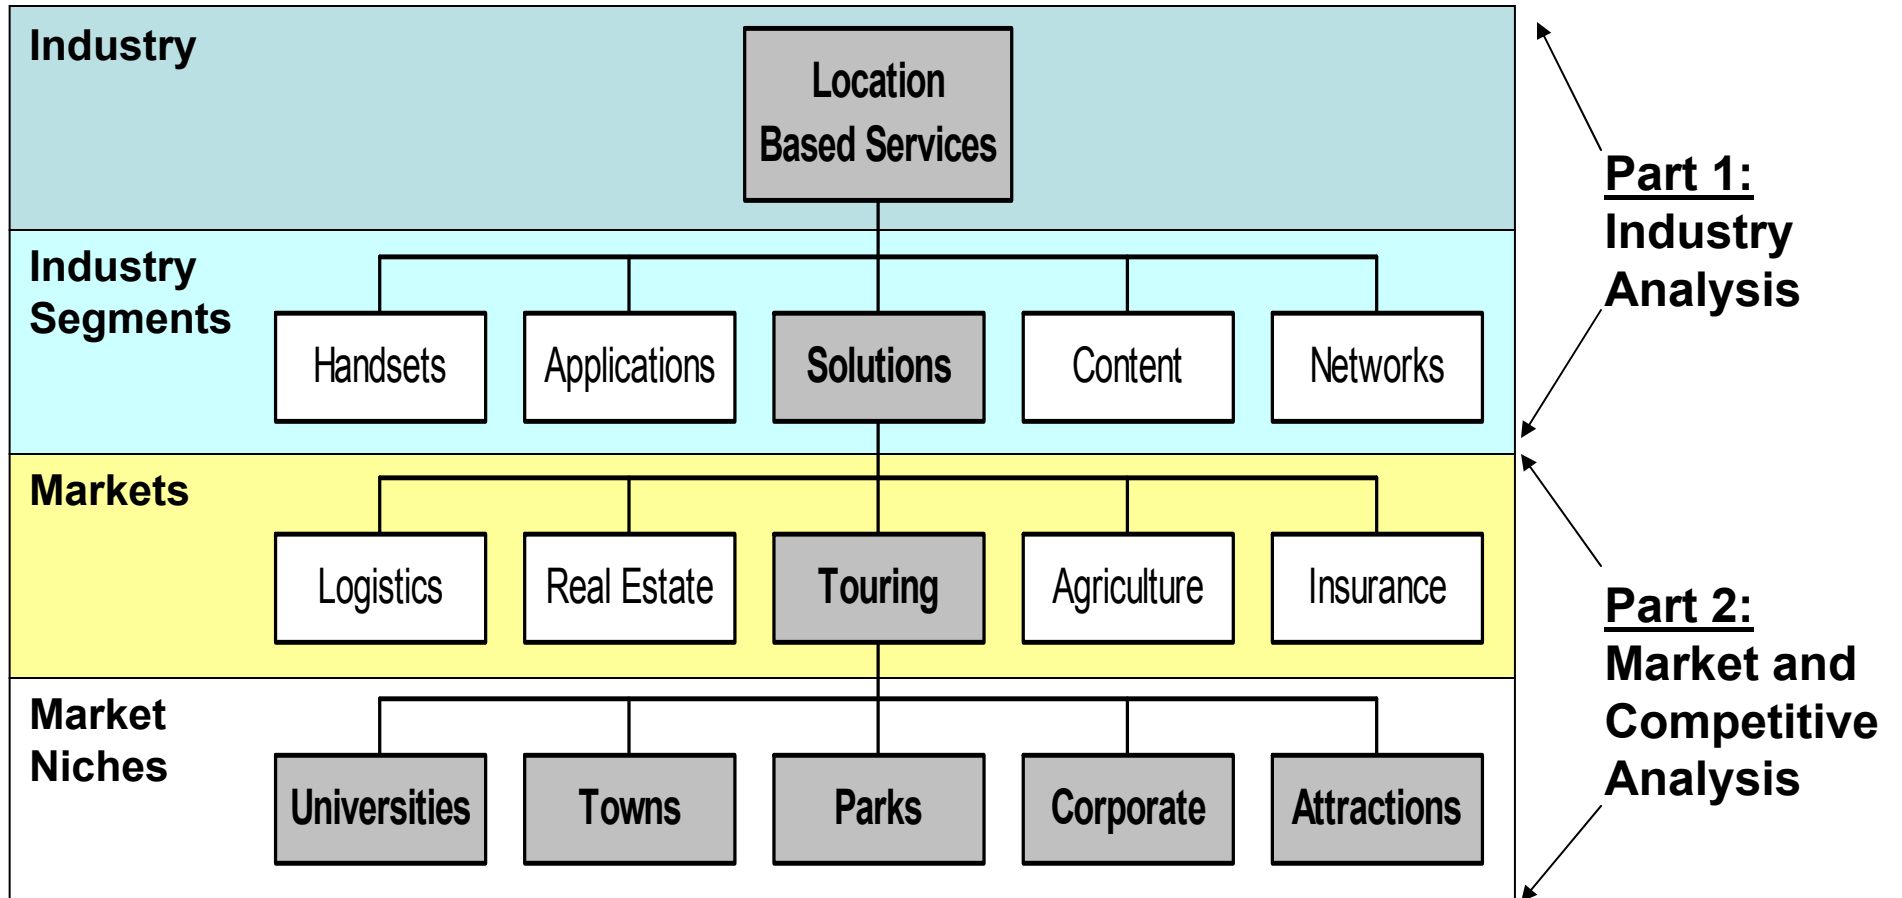 Industry
Location
Based Services
Part 1:
Industry
Analysis
Industry
Segments
Handsets
Applications
Solutions
Content
Networks
Markets
Logistics
Real Estate
Touring
Agriculture
Insurance
Part 2:
Market and
Competitive
Analysis
Market
Niches
Universities
Towns
Parks
Corporate
Attractions